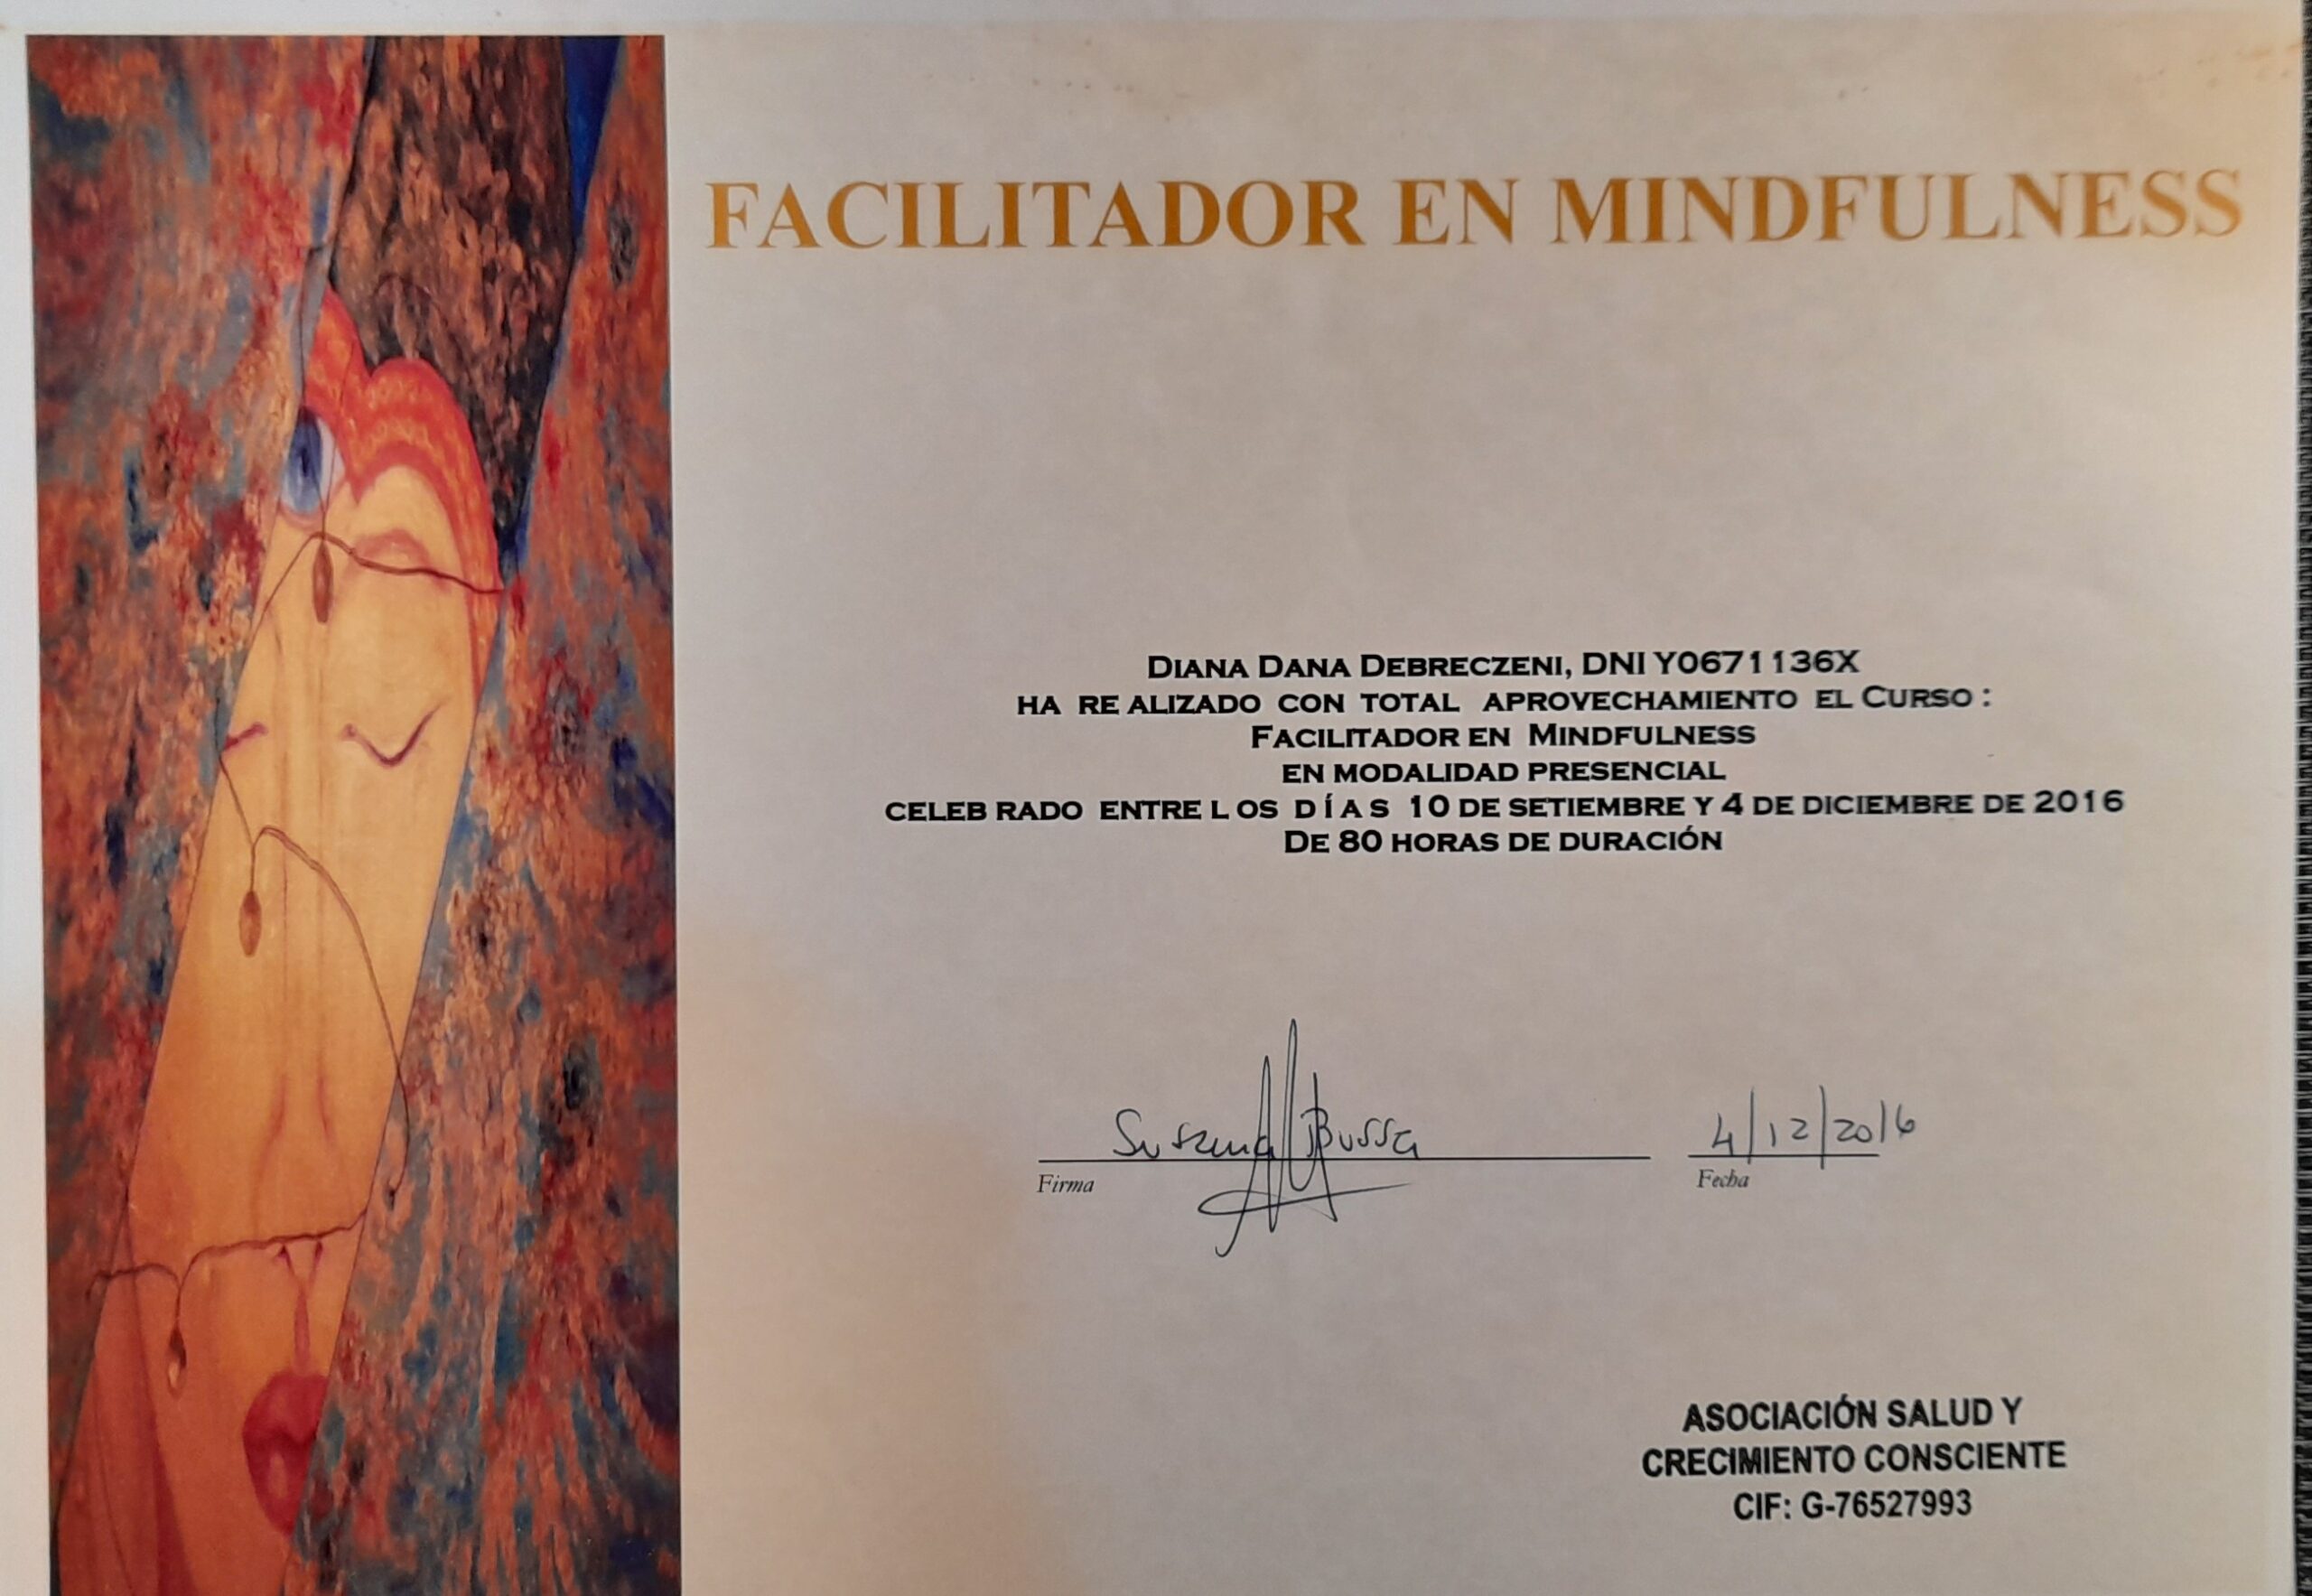 FACILITADOR EN MINDFULNESS
DIANA DANA DEBRECZENI, DNI Y0671136X
HA RE ALIZADO CON TOTAL APROVECHAMIENTO EL CURSO :
FACILITADOR EN MINDFULNESS
EN MODALIDAD PRESENCIAL
CELEB RADO ENTRE L OS D Í A S 10 DE SETIEMBRE Y 4 DE DICIEMBRE DE 2016
DE 80 HORAS DE DURACIÓN
Susana Bussa 4/12/2016
Firma Fecha
ASOCIACIÓN SALUD Y
CRECIMIENTO CONSCIENTE
CIF: G-76527993